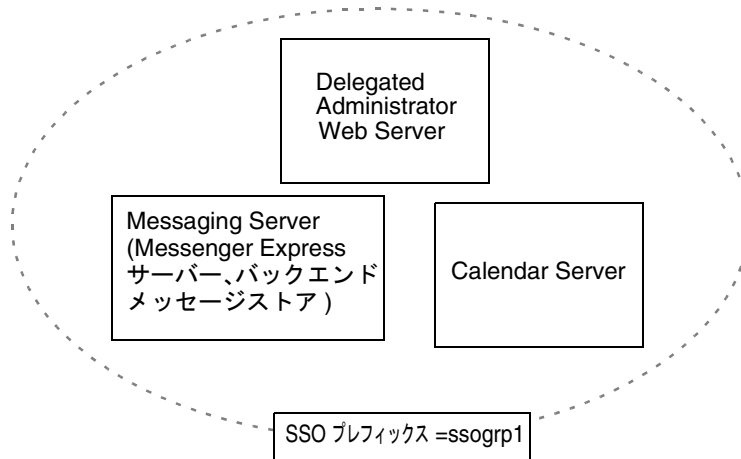 Delegated
Administrator
Web Server
Messaging Server
(Messenger Express
サーバー、バックエンド
メッセージストア )
Calendar Server
SSO プレフィックス =ssogrp1